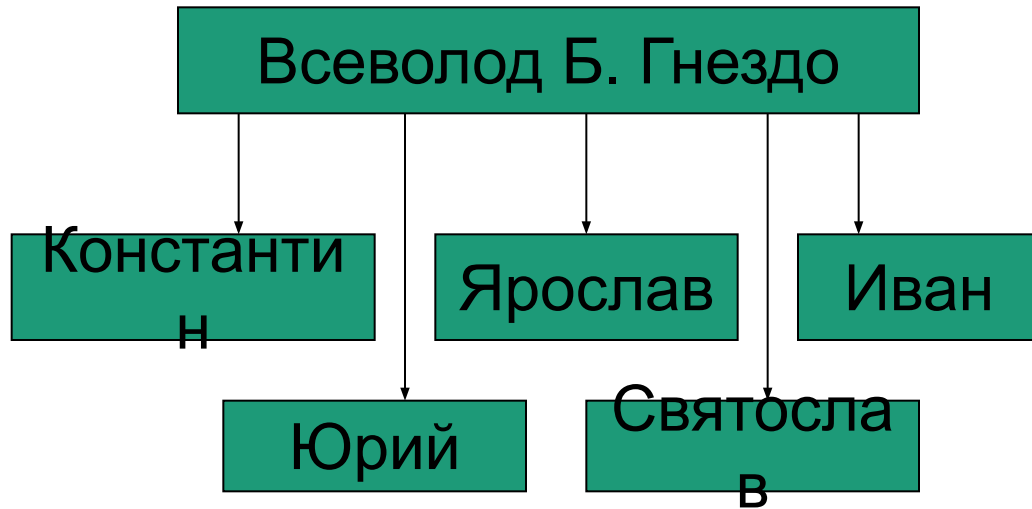 Всеволод Б. Гнездо
Константи
н
Ярослав
Иван
Юрий
Святосла
в